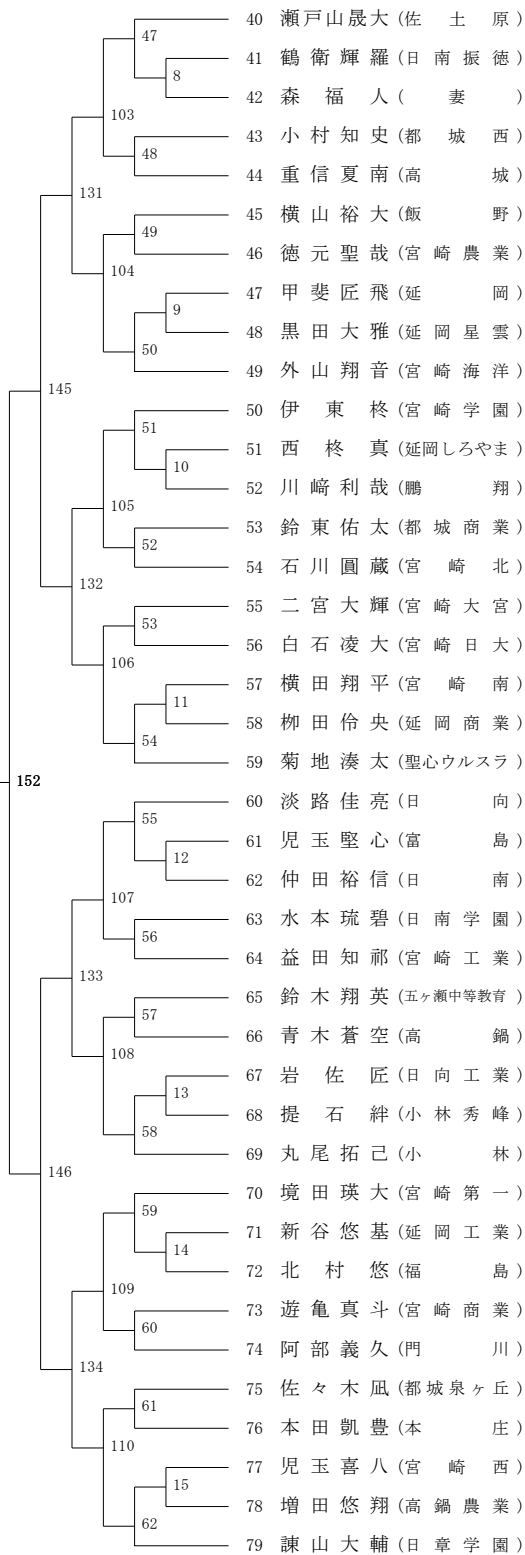 40 瀬戸山晟大 (佐土原)
47
41 鶴衛輝羅 (日南振徳)
8
42 森福人 (妻)
103
43 小村知史 (都城西)
48
44 重信夏南 (高城)
131
45 横山裕大 (飯野)
49
46 徳元聖哉 (宮崎農業)
104
47 甲斐匠飛 (延岡)
9
48 黒田大雅 (延岡星雲)
50
49 外山翔音 (宮崎海洋)
145
50 伊東柊 (宮崎学園)
51
51 西柊真 (延岡しろやま)
10
52 川﨑利哉 (鵬翔)
105
53 鈴東佑太 (都城商業)
52
54 石川圓蔵 (宮崎北)
132
55 二宮大輝 (宮崎大宮)
53
56 白石凌大 (宮崎日大)
106
57 横田翔平 (宮崎南)
11
58 栁田伶央 (延岡商業)
54
59 菊地湊太 (聖心ウルスラ)
152
60 淡路佳亮 (日向)
55
61 児玉堅心 (富島)
12
62 仲田裕信 (日南)
107
63 水本琉碧 (日南学園)
56
64 益田知祁 (宮崎工業)
133
65 鈴木翔英 (五ヶ瀬中等教育)
57
66 青木蒼空 (高鍋)
108
67 岩佐匠 (日向工業)
13
68 提石絆 (小林秀峰)
58
69 丸尾拓己 (小林)
146
70 境田瑛大 (宮崎第一)
59
71 新谷悠基 (延岡工業)
14
72 北村悠 (福島)
109
73 遊亀真斗 (宮崎商業)
60
74 阿部義久 (門川)
134
75 佐々木凪 (都城泉ヶ丘)
61
76 本田凱豊 (本庄)
110
77 児玉喜八 (宮崎西)
15
78 増田悠翔 (高鍋農業)
62
79 諫山大輔 (日章学園)